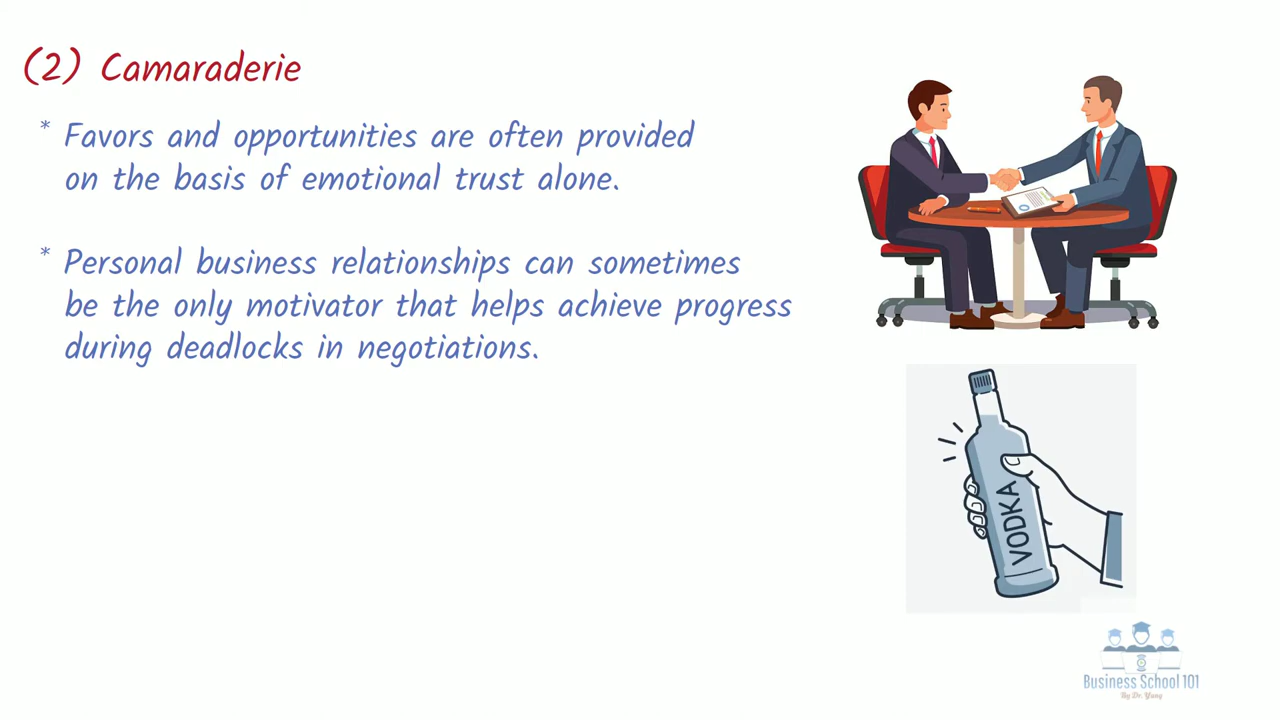 (2) Camaraderie
* Favors and opportunities are often provided
on the basis of emotional trust alone.
* Personal business relationships can sometimes
be the only motivator that helps achieve progress
during deadlocks in negotiations.
VODKA
Business School 101
By Dr. Yang